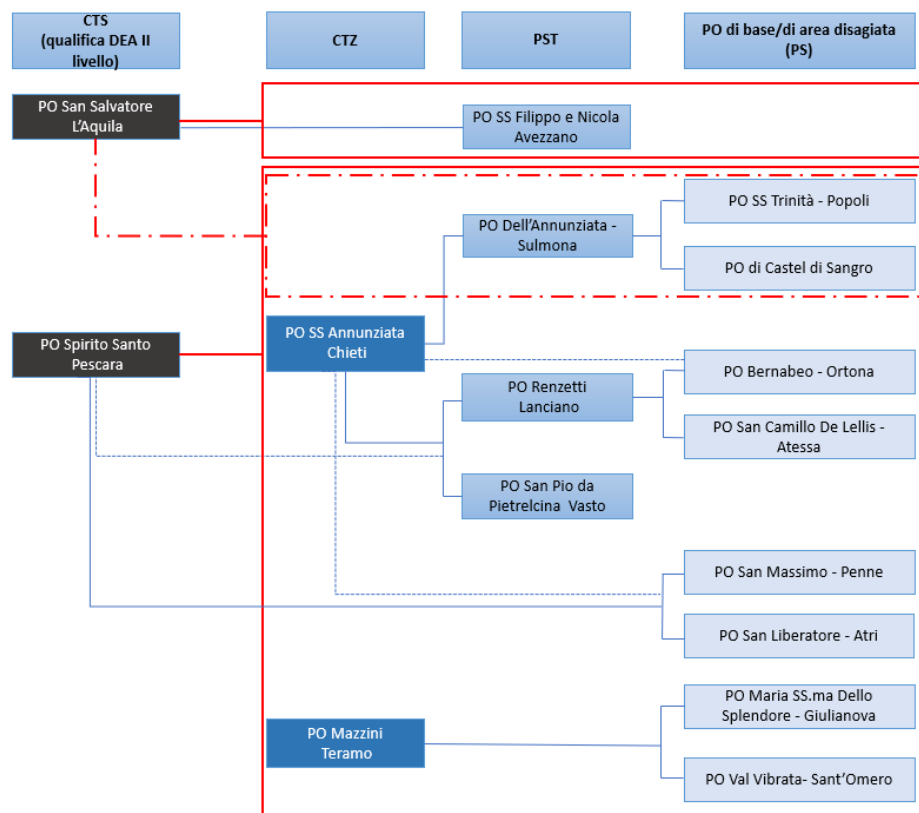 CTS
(qualifica DEA II
livello)
CTZ
PST
PO di base/di area disagiata
(PS)
PO San Salvatore
L'Aquila
PO SS Filippo e Nicola
Avezzano
PO SS Trinità - Popoli
PO Dell'Annunziata -
Sulmona
PO di Castel di Sangro
PO SS Annunziata
Chieti
PO Spirito Santo
Pescara
PO Bernabeo - Ortona
PO Renzetti
Lanciano
PO San Camillo De Lellis -
Atessa
PO San Pio da
Pietrelcina  Vasto
PO San Massimo - Penne
PO San Liberatore - Atri
PO Maria SS.ma Dello
Splendore - Giulianova
PO Mazzini
Teramo
PO Val Vibrata- Sant'Omero